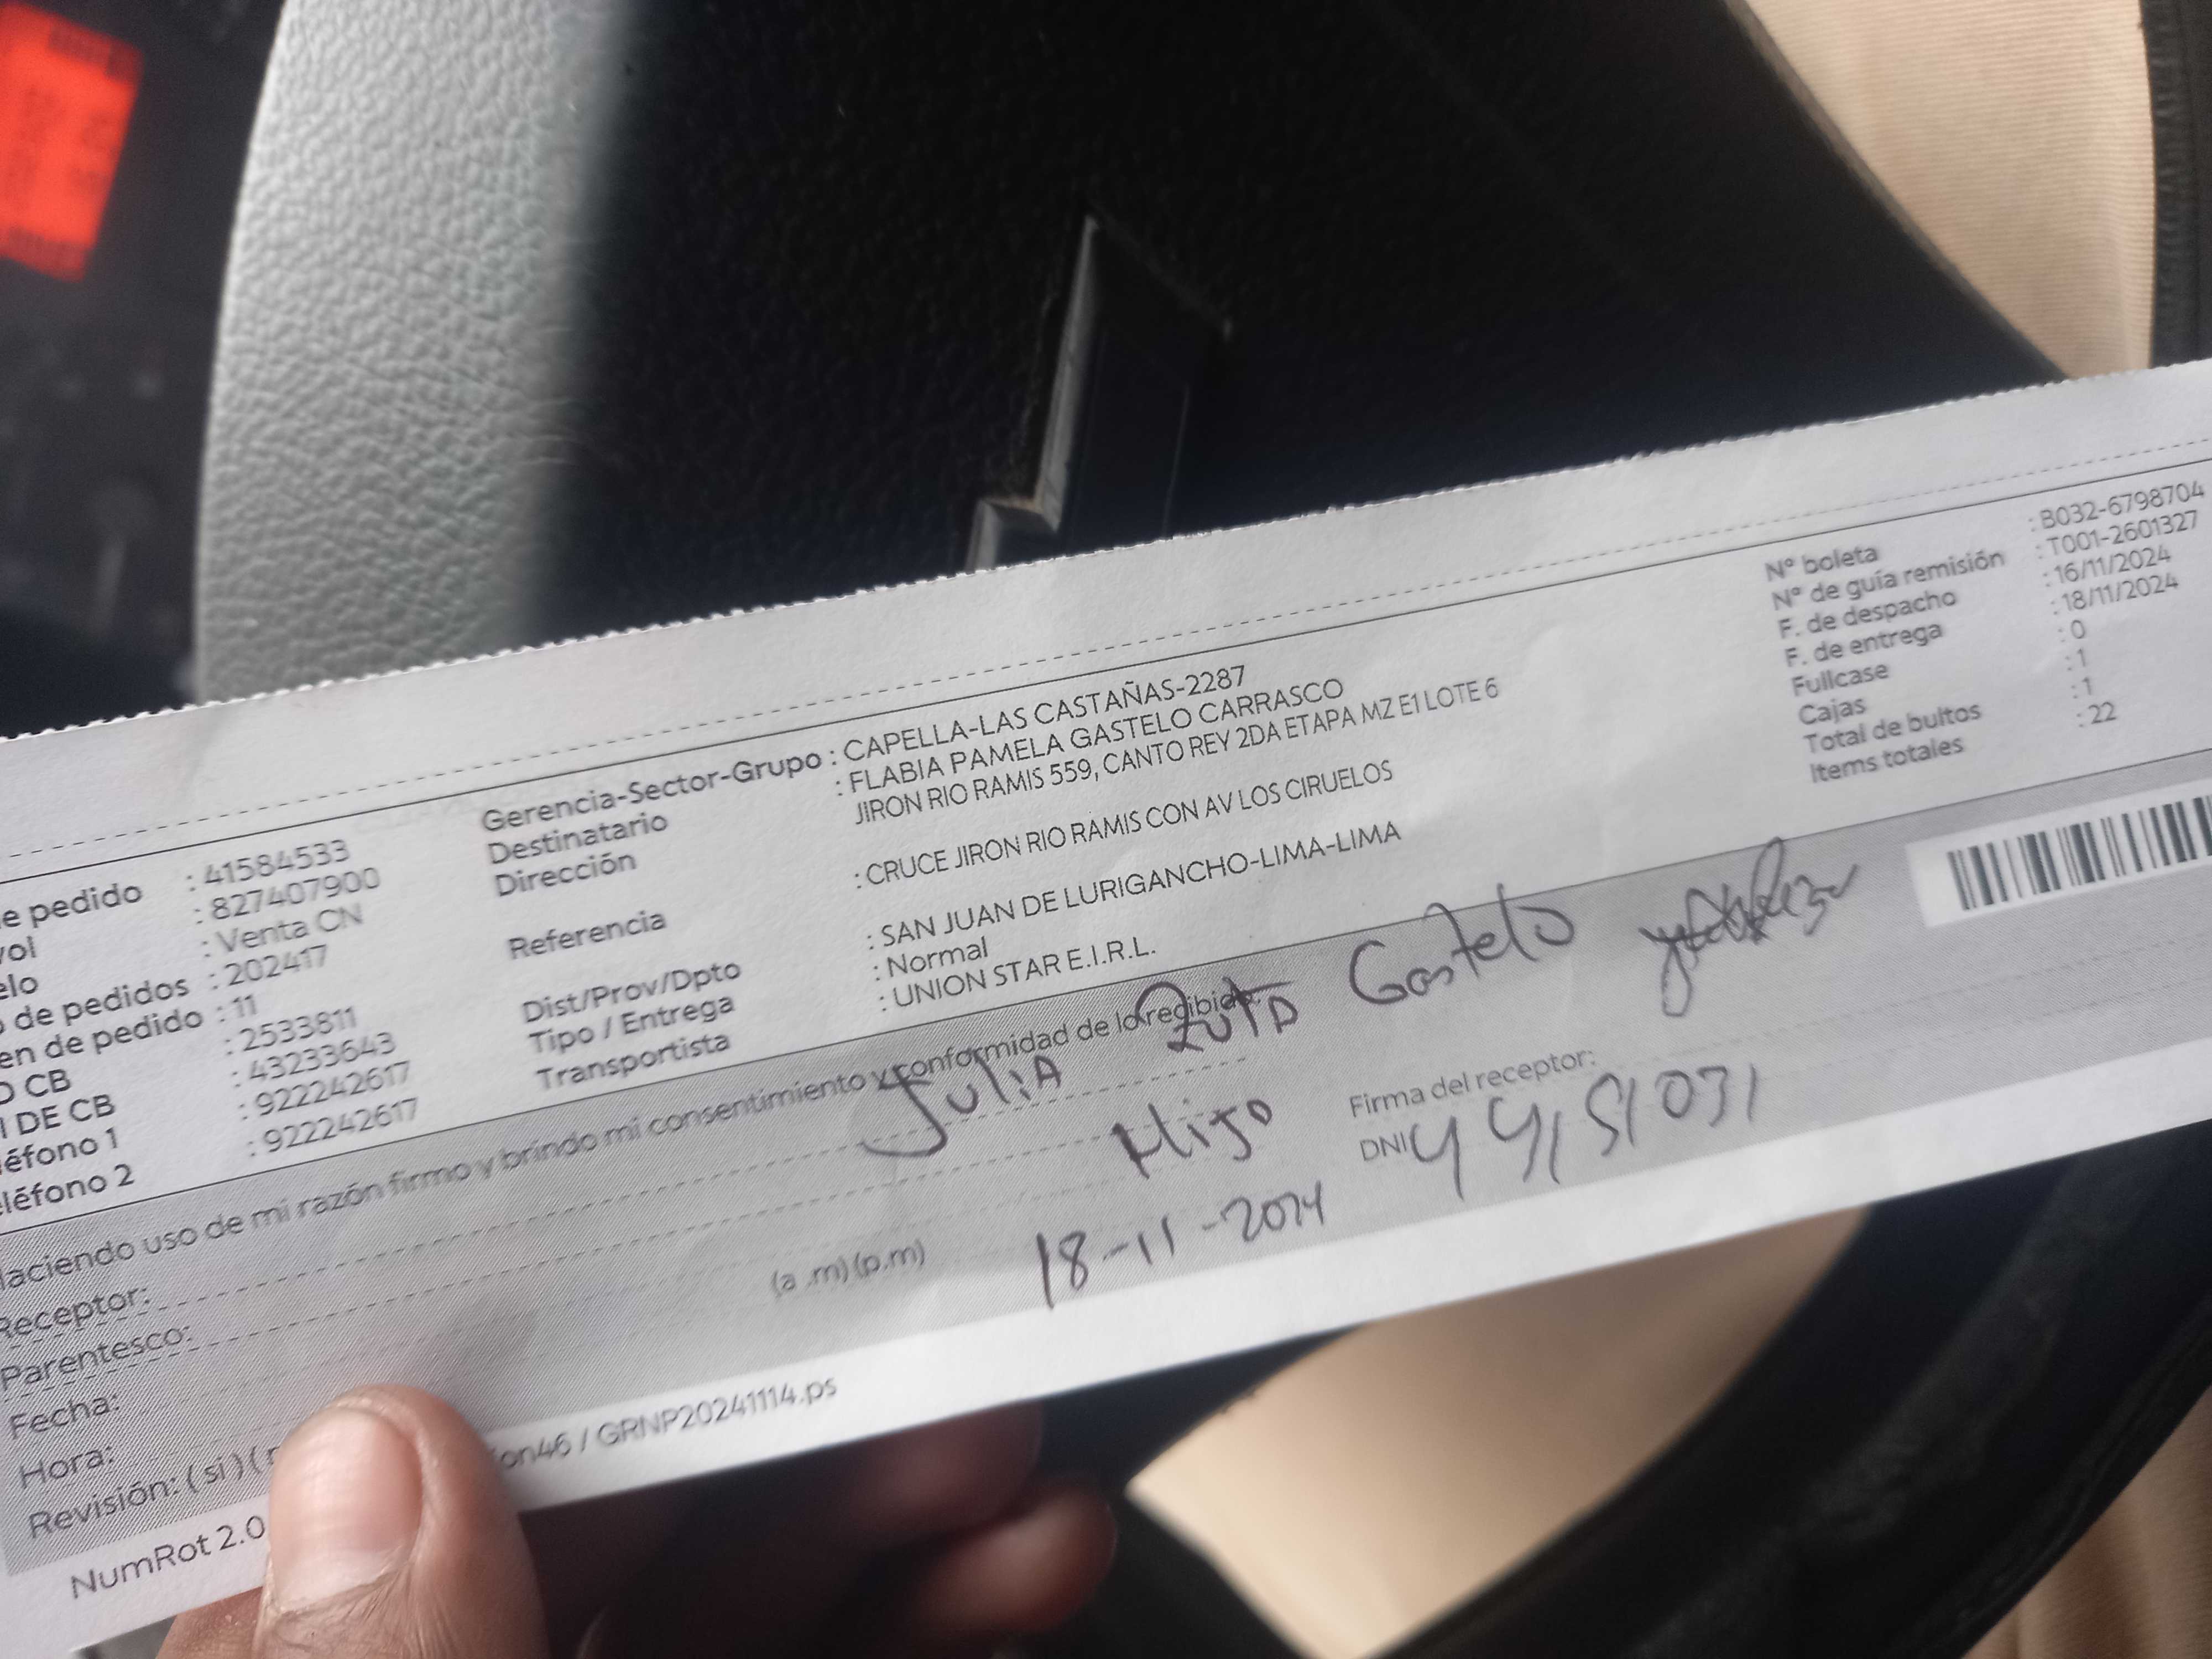 e pedido : 41584533
vol : 827407900
elo : Venta CN
o de pedidos : 202417
en de pedido : 11
D CB : 2533811
I DE CB : 43233643
léfono 1 : 922242617
eléfono 2 : 922242617
Gerencia-Sector-Grupo : CAPELLA-LAS CASTAÑAS-2287
Destinatario : FLABIA PAMELA GASTELO CARRASCO
Dirección JIRON RIO RAMIS 559, CANTO REY 2DA ETAPA MZ E1 LOTE 6
Referencia : CRUCE JIRON RIO RAMIS CON AV LOS CIRUELOS
Dist/Prov/Dpto : SAN JUAN DE LURIGANCHO-LIMA-LIMA
Tipo / Entrega : Normal
Transportista : UNION STAR E.I.R.L.
N° boleta : B032-6798704
N° de guía remisión : T001-2601327
F. de despacho : 16/11/2024
F. de entrega : 18/11/2024
Fullcase : 0
Cajas : 1
Total de bultos : 1
Items totales : 22
Haciendo uso de mi razón firmo y brindo mi consentimiento y conformidad de lo recibido.
Receptor: Julia Gastelo
Parentesco: Hijo
Fecha: 18-11-2024
Hora: (a .m) (p.m)
Revisión: ( si ) (
Firma del receptor:
DNI
NumRot 2.0
on46 / GRNP20241114.ps